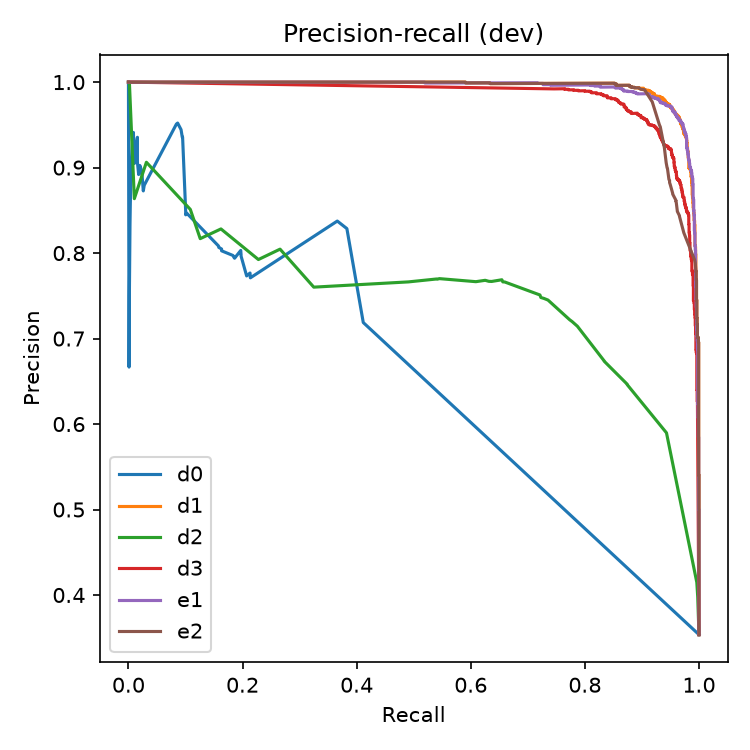 Precision-recall (dev)
1.0
0.9
0.8
0.7
0.6
0.5
0.4
Precision
d0
d1
d2
d3
e1
e2
0.0 0.2 0.4 0.6 0.8 1.0
Recall